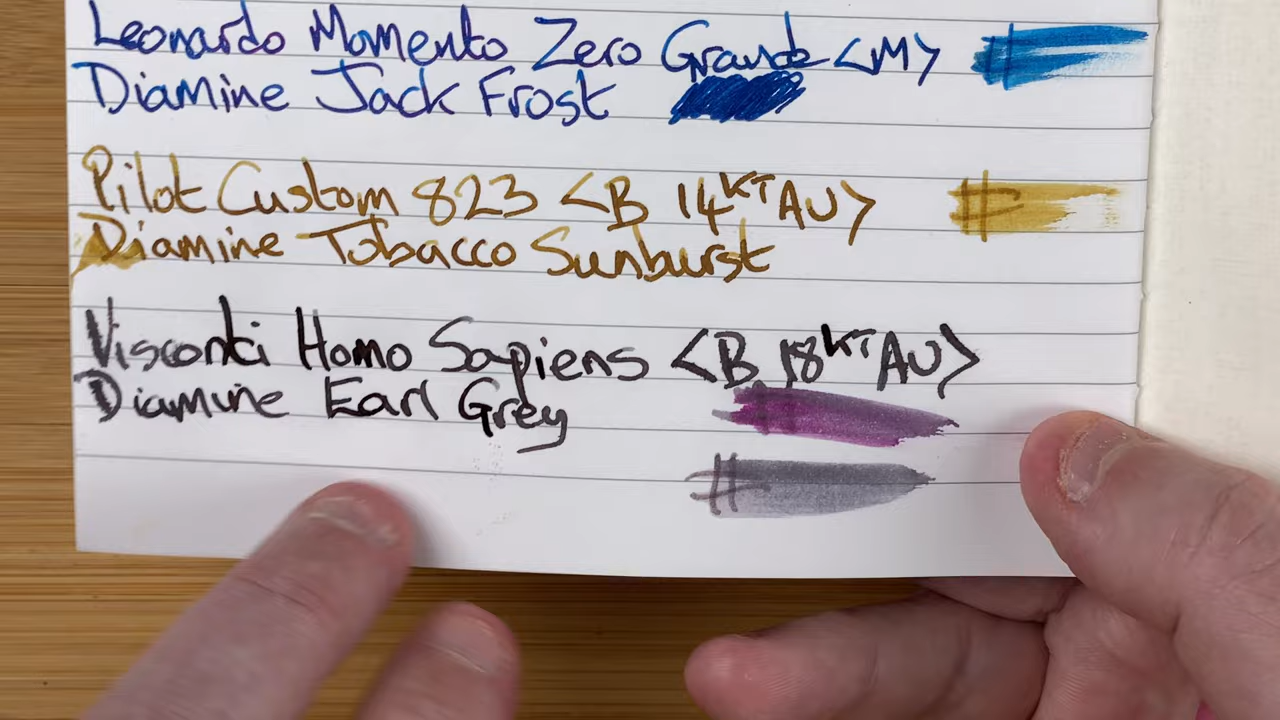 Leonardo Momento Zero Grande <M>
Diamine Jack Frost
Pilot Custom 823 <B 14KT AU>
Diamine Tobacco Sunburst
Visconti Homo Sapiens <B 18KT AU>
Diamine Earl Grey